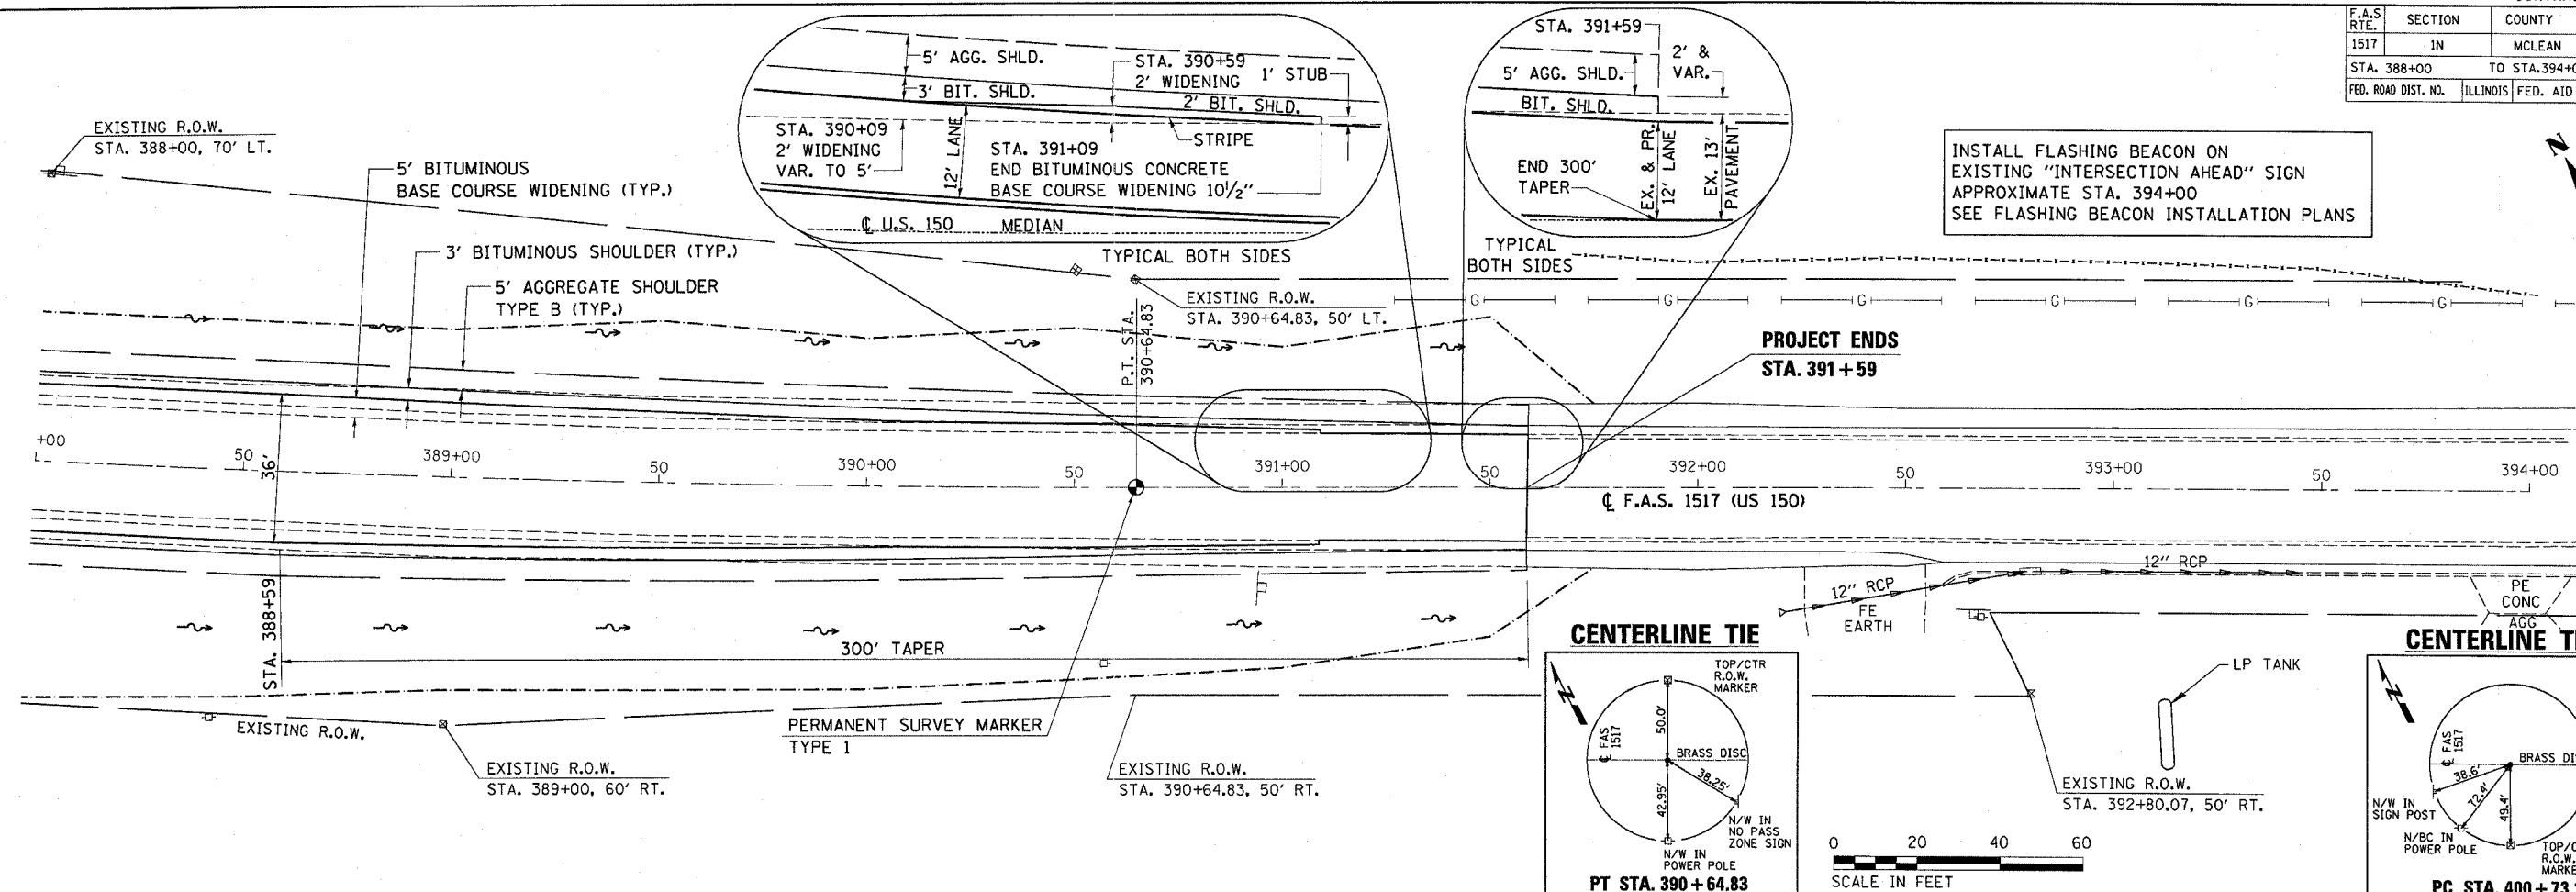 F.A.S. RTE.
SECTION
COUNTY
1517
1N
MCLEAN
STA. 388+00
FED. ROAD DIST. NO.
ILLINOIS
FED. AID
STA. 391+59
5' AGG. SHLD.
STA. 390+59
2' WIDENING
1' STUB
3' BIT. SHLD.
2' BIT. SHLD.
STA. 390+09
2' WIDENING
VAR. TO 5'
12' LANE
STRIPE
STA. 391+09
END BITUMINOUS CONCRETE
BASE COURSE WIDENING 10½"
℄ U.S. 150
MEDIAN
TYPICAL BOTH SIDES
2' &
VAR.
5' AGG. SHLD.
BIT. SHLD.
END 300'
TAPER
EX. & PR.
12' LANE
EX. 13'
PAVEMENT
TYPICAL
BOTH SIDES
INSTALL FLASHING BEACON ON
EXISTING "INTERSECTION AHEAD" SIGN
APPROXIMATE STA. 394+00
SEE FLASHING BEACON INSTALLATION PLANS
N
EXISTING R.O.W.
STA. 388+00, 70' LT.
5' BITUMINOUS
BASE COURSE WIDENING (TYP.)
3' BITUMINOUS SHOULDER (TYP.)
5' AGGREGATE SHOULDER
TYPE B (TYP.)
P.T. STA.
390+64.83
EXISTING R.O.W.
STA. 390+64.83, 50' LT.
G
G
G
G
G
G
PROJECT ENDS
STA. 391+59
+00
50
389+00
50
390+00
50
391+00
50
392+00
50
393+00
50
394+00
36'
℄ F.A.S. 1517 (US 150)
STA. 388+59
300' TAPER
12" RCP
12" RCP
FE
EARTH
PE
CONC
AGG
EXISTING R.O.W.
EXISTING R.O.W.
STA. 389+00, 60' RT.
PERMANENT SURVEY MARKER
TYPE 1
EXISTING R.O.W.
STA. 390+64.83, 50' RT.
LP TANK
EXISTING R.O.W.
STA. 392+80.07, 50' RT.
CENTERLINE TIE
N
TOP/CTR
R.O.W.
MARKER
50.0'
℄ FAS
1517
BRASS DISC
38.25'
42.95'
N/W IN
NO PASS
ZONE SIGN
N/W IN
POWER POLE
PT STA. 390+64.83
0 20 40 60
SCALE IN FEET
CENTERLINE
N
℄ FAS
1517
BRASS
38.6'
72.4'
49.4'
N/W IN
SIGN POST
N/BC IN
POWER POLE
R.O.W.
PC STA. 400+73.